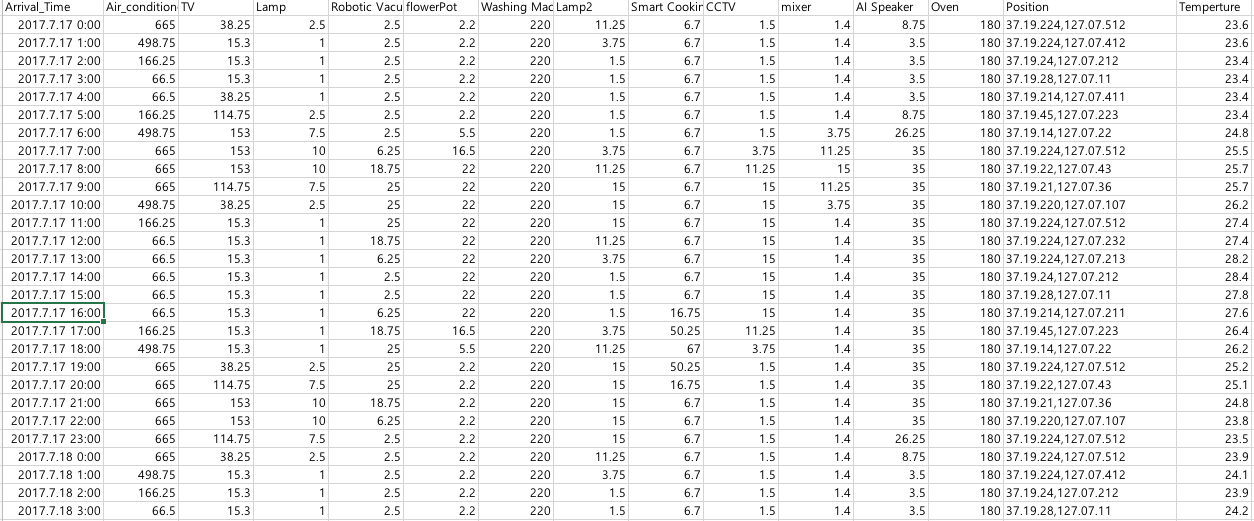 Arrival_Time Air_condition TV Lamp Robotic Vacu flowerPot Washing Mac Lamp2 Smart Cookin CCTV mixer AI Speaker Oven Position Temperture
2017.7.17 0:00 665 38.25 2.5 2.5 2.2 220 11.25 6.7 1.5 1.4 8.75 180 37.19.224,127.07.512 23.6
2017.7.17 1:00 498.75 15.3 1 2.5 2.2 220 3.75 6.7 1.5 1.4 3.5 180 37.19.224,127.07.412 23.6
2017.7.17 2:00 166.25 15.3 1 2.5 2.2 220 1.5 6.7 1.5 1.4 3.5 180 37.19.24,127.07.212 23.4
2017.7.17 3:00 66.5 15.3 1 2.5 2.2 220 1.5 6.7 1.5 1.4 3.5 180 37.19.28,127.07.11 23.4
2017.7.17 4:00 66.5 38.25 1 2.5 2.2 220 1.5 6.7 1.5 1.4 3.5 180 37.19.214,127.07.411 23.4
2017.7.17 5:00 166.25 114.75 2.5 2.5 2.2 220 1.5 6.7 1.5 1.4 8.75 180 37.19.45,127.07.223 23.4
2017.7.17 6:00 498.75 153 7.5 2.5 5.5 220 1.5 6.7 1.5 3.75 26.25 180 37.19.14,127.07.22 24.8
2017.7.17 7:00 665 153 10 6.25 16.5 220 3.75 6.7 3.75 11.25 35 180 37.19.224,127.07.512 25.5
2017.7.17 8:00 665 153 10 18.75 22 220 11.25 6.7 11.25 15 35 180 37.19.22,127.07.43 25.7
2017.7.17 9:00 665 114.75 7.5 25 22 220 15 6.7 15 11.25 35 180 37.19.21,127.07.36 25.7
2017.7.17 10:00 498.75 38.25 2.5 25 22 220 15 6.7 15 3.75 35 180 37.19.220,127.07.107 26.2
2017.7.17 11:00 166.25 15.3 1 25 22 220 15 6.7 15 1.4 35 180 37.19.224,127.07.512 27.4
2017.7.17 12:00 66.5 15.3 1 18.75 22 220 11.25 6.7 15 1.4 35 180 37.19.224,127.07.232 27.4
2017.7.17 13:00 66.5 15.3 1 6.25 22 220 3.75 6.7 15 1.4 35 180 37.19.224,127.07.213 28.2
2017.7.17 14:00 66.5 15.3 1 2.5 22 220 1.5 6.7 15 1.4 35 180 37.19.24,127.07.212 28.4
2017.7.17 15:00 66.5 15.3 1 2.5 22 220 1.5 6.7 15 1.4 35 180 37.19.28,127.07.11 27.8
2017.7.17 16:00 66.5 15.3 1 6.25 22 220 1.5 16.75 15 1.4 35 180 37.19.214,127.07.211 27.6
2017.7.17 17:00 166.25 15.3 1 18.75 16.5 220 3.75 50.25 11.25 1.4 35 180 37.19.45,127.07.223 26.4
2017.7.17 18:00 498.75 15.3 1 25 5.5 220 11.25 67 3.75 1.4 35 180 37.19.14,127.07.22 26.2
2017.7.17 19:00 665 38.25 2.5 25 2.2 220 15 50.25 1.5 1.4 35 180 37.19.224,127.07.512 25.2
2017.7.17 20:00 665 114.75 7.5 25 2.2 220 15 16.75 1.5 1.4 35 180 37.19.22,127.07.43 25.1
2017.7.17 21:00 665 153 10 18.75 2.2 220 15 6.7 1.5 1.4 35 180 37.19.21,127.07.36 24.8
2017.7.17 22:00 665 153 10 6.25 2.2 220 15 6.7 1.5 1.4 35 180 37.19.220,127.07.107 23.8
2017.7.17 23:00 665 114.75 7.5 2.5 2.2 220 15 6.7 1.5 1.4 26.25 180 37.19.224,127.07.512 23.5
2017.7.18 0:00 665 38.25 2.5 2.5 2.2 220 11.25 6.7 1.5 1.4 8.75 180 37.19.224,127.07.512 23.9
2017.7.18 1:00 498.75 15.3 1 2.5 2.2 220 3.75 6.7 1.5 1.4 3.5 180 37.19.224,127.07.412 24.1
2017.7.18 2:00 166.25 15.3 1 2.5 2.2 220 1.5 6.7 1.5 1.4 3.5 180 37.19.24,127.07.212 23.9
2017.7.18 3:00 66.5 15.3 1 2.5 2.2 220 1.5 6.7 1.5 1.4 3.5 180 37.19.28,127.07.11 24.2